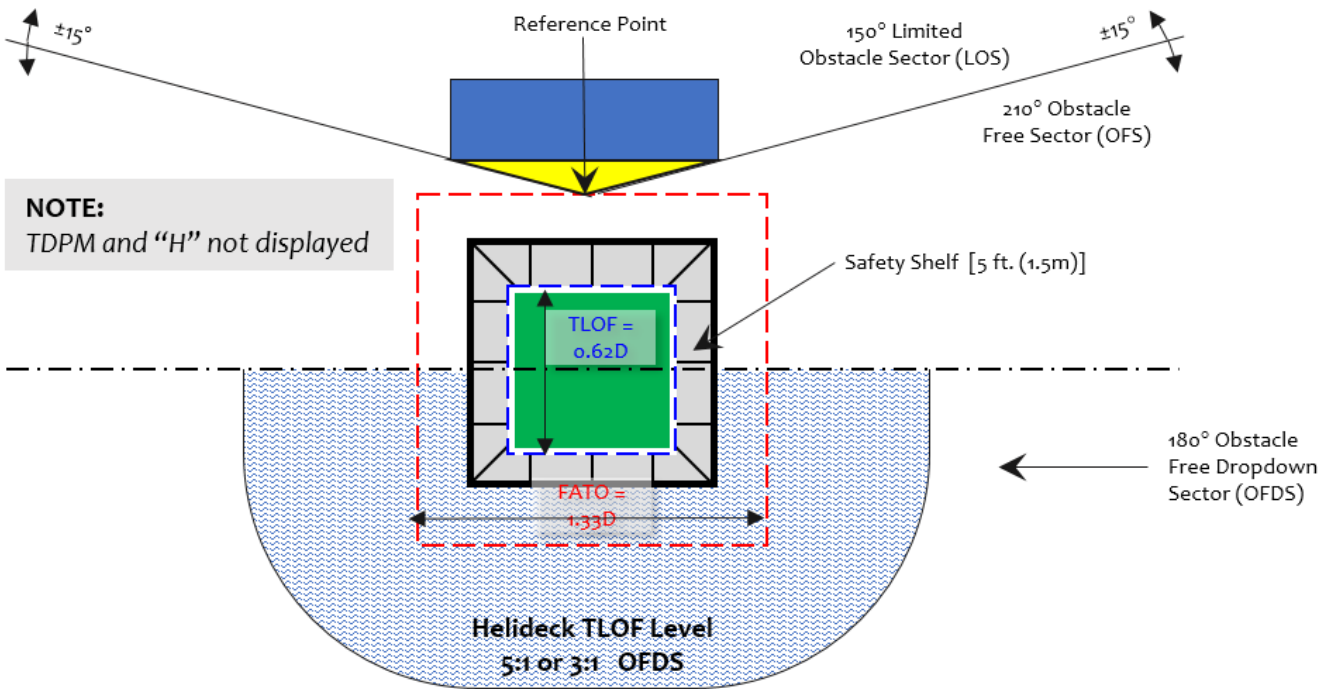 ±15°
Reference Point
150° Limited
Obstacle Sector (LOS)
±15°
210° Obstacle
Free Sector (OFS)
NOTE:
TDPM and “H” not displayed
Safety Shelf [5 ft. (1.5m)]
TLOF =
0.62D
180° Obstacle
Free Dropdown
Sector (OFDS)
FATO =
1.33D
Helideck TLOF Level
5:1 or 3:1 OFDS